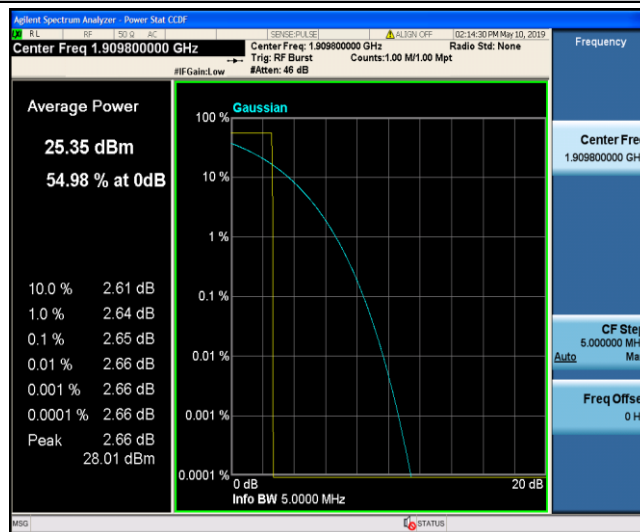 Agilent Spectrum Analyzer - Power Stat CCDF
RL RF 50 Ω AC SENSE:PULSE ALIGN OFF 02:14:30 PM May 10, 2019
Center Freq 1.909800000 GHz
Center Freq: 1.909800000 GHz Radio Std: None
Trig: RF Burst Counts:1.00 M/1.00 Mpt
#IFGain:Low #Atten: 46 dB
Frequency
Average Power
25.35 dBm
54.98 % at 0dB
10.0 % 2.61 dB
1.0 % 2.64 dB
0.1 % 2.65 dB
0.01 % 2.66 dB
0.001 % 2.66 dB
0.0001 % 2.66 dB
Peak 2.66 dB
28.01 dBm
Gaussian
100 %
10 %
1 %
0.1 %
0.01 %
0.001 %
0.0001 %
0 dB 20 dB
Info BW 5.0000 MHz
Center Fre
1.909800000 GH
CF Ste
5.000000 MH
Auto Ma
Freq Offse
0 H
MSG STATUS